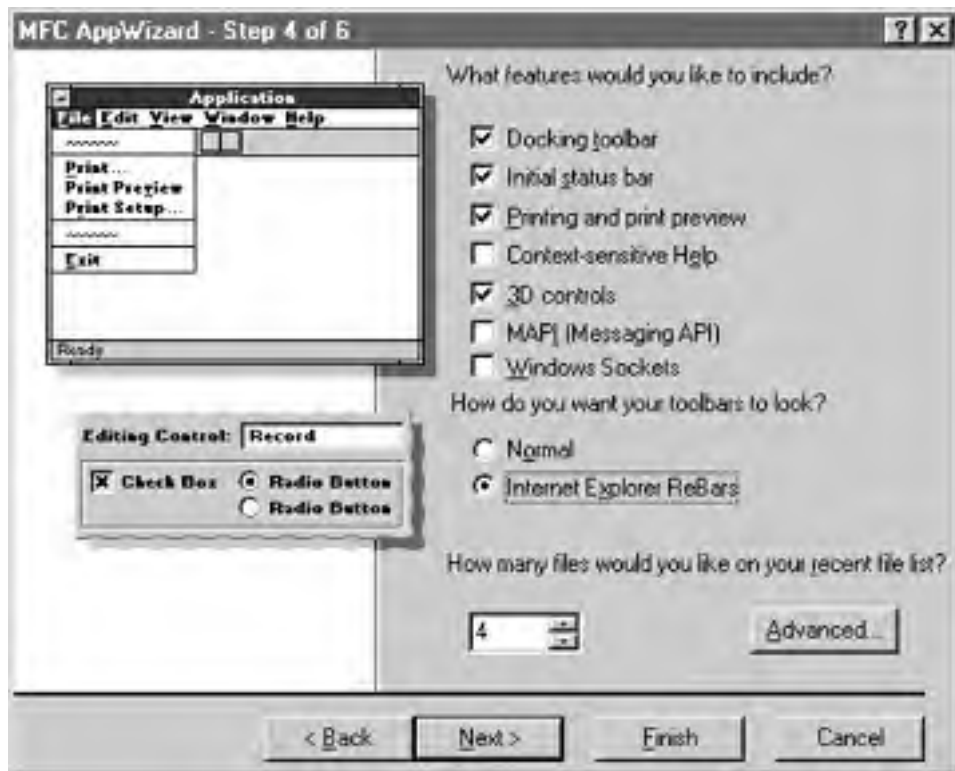 MFC AppWizard - Step 4 of 6
Application
File Edit View Window Help
Print...
Print Preview
Print Setup...
Exit
Ready
Editing Control: Record
Check Box
Radio Button
Radio Button
What features would you like to include?
Docking toolbar
Initial status bar
Printing and print preview
Context-sensitive Help
3D controls
MAPI (Messaging API)
Windows Sockets
How do you want your toolbars to look?
Normal
Internet Explorer ReBars
How many files would you like on your recent file list?
4
Advanced...
< Back
Next >
Finish
Cancel